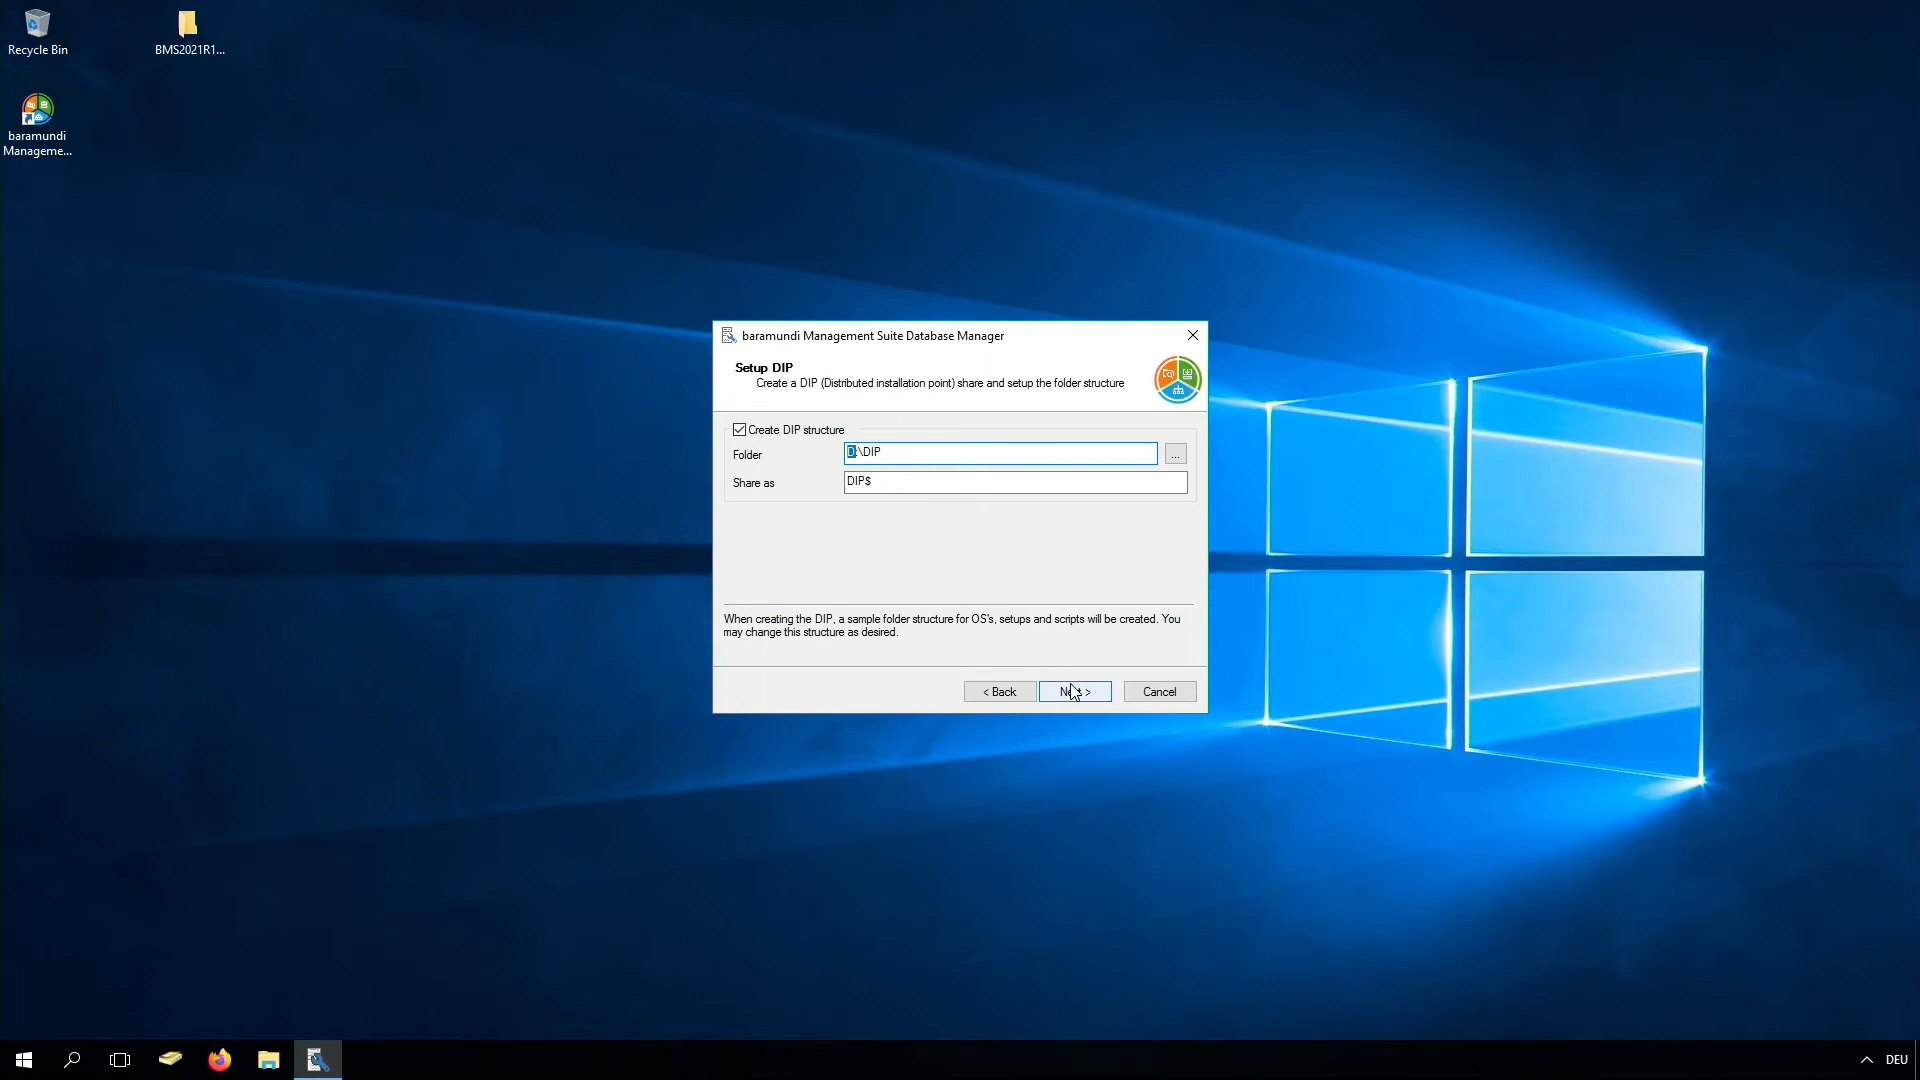 Recycle Bin
BMS2021R1...
baramundi
Manageme...
baramundi Management Suite Database Manager
Setup DIP
Create a DIP (Distributed installation point) share and setup the folder structure
Create DIP structure
Folder
D:\DIP
...
Share as
DIP$
When creating the DIP, a sample folder structure for OS's, setups and scripts will be created. You
may change this structure as desired.
< Back
Next >
Cancel
DEU